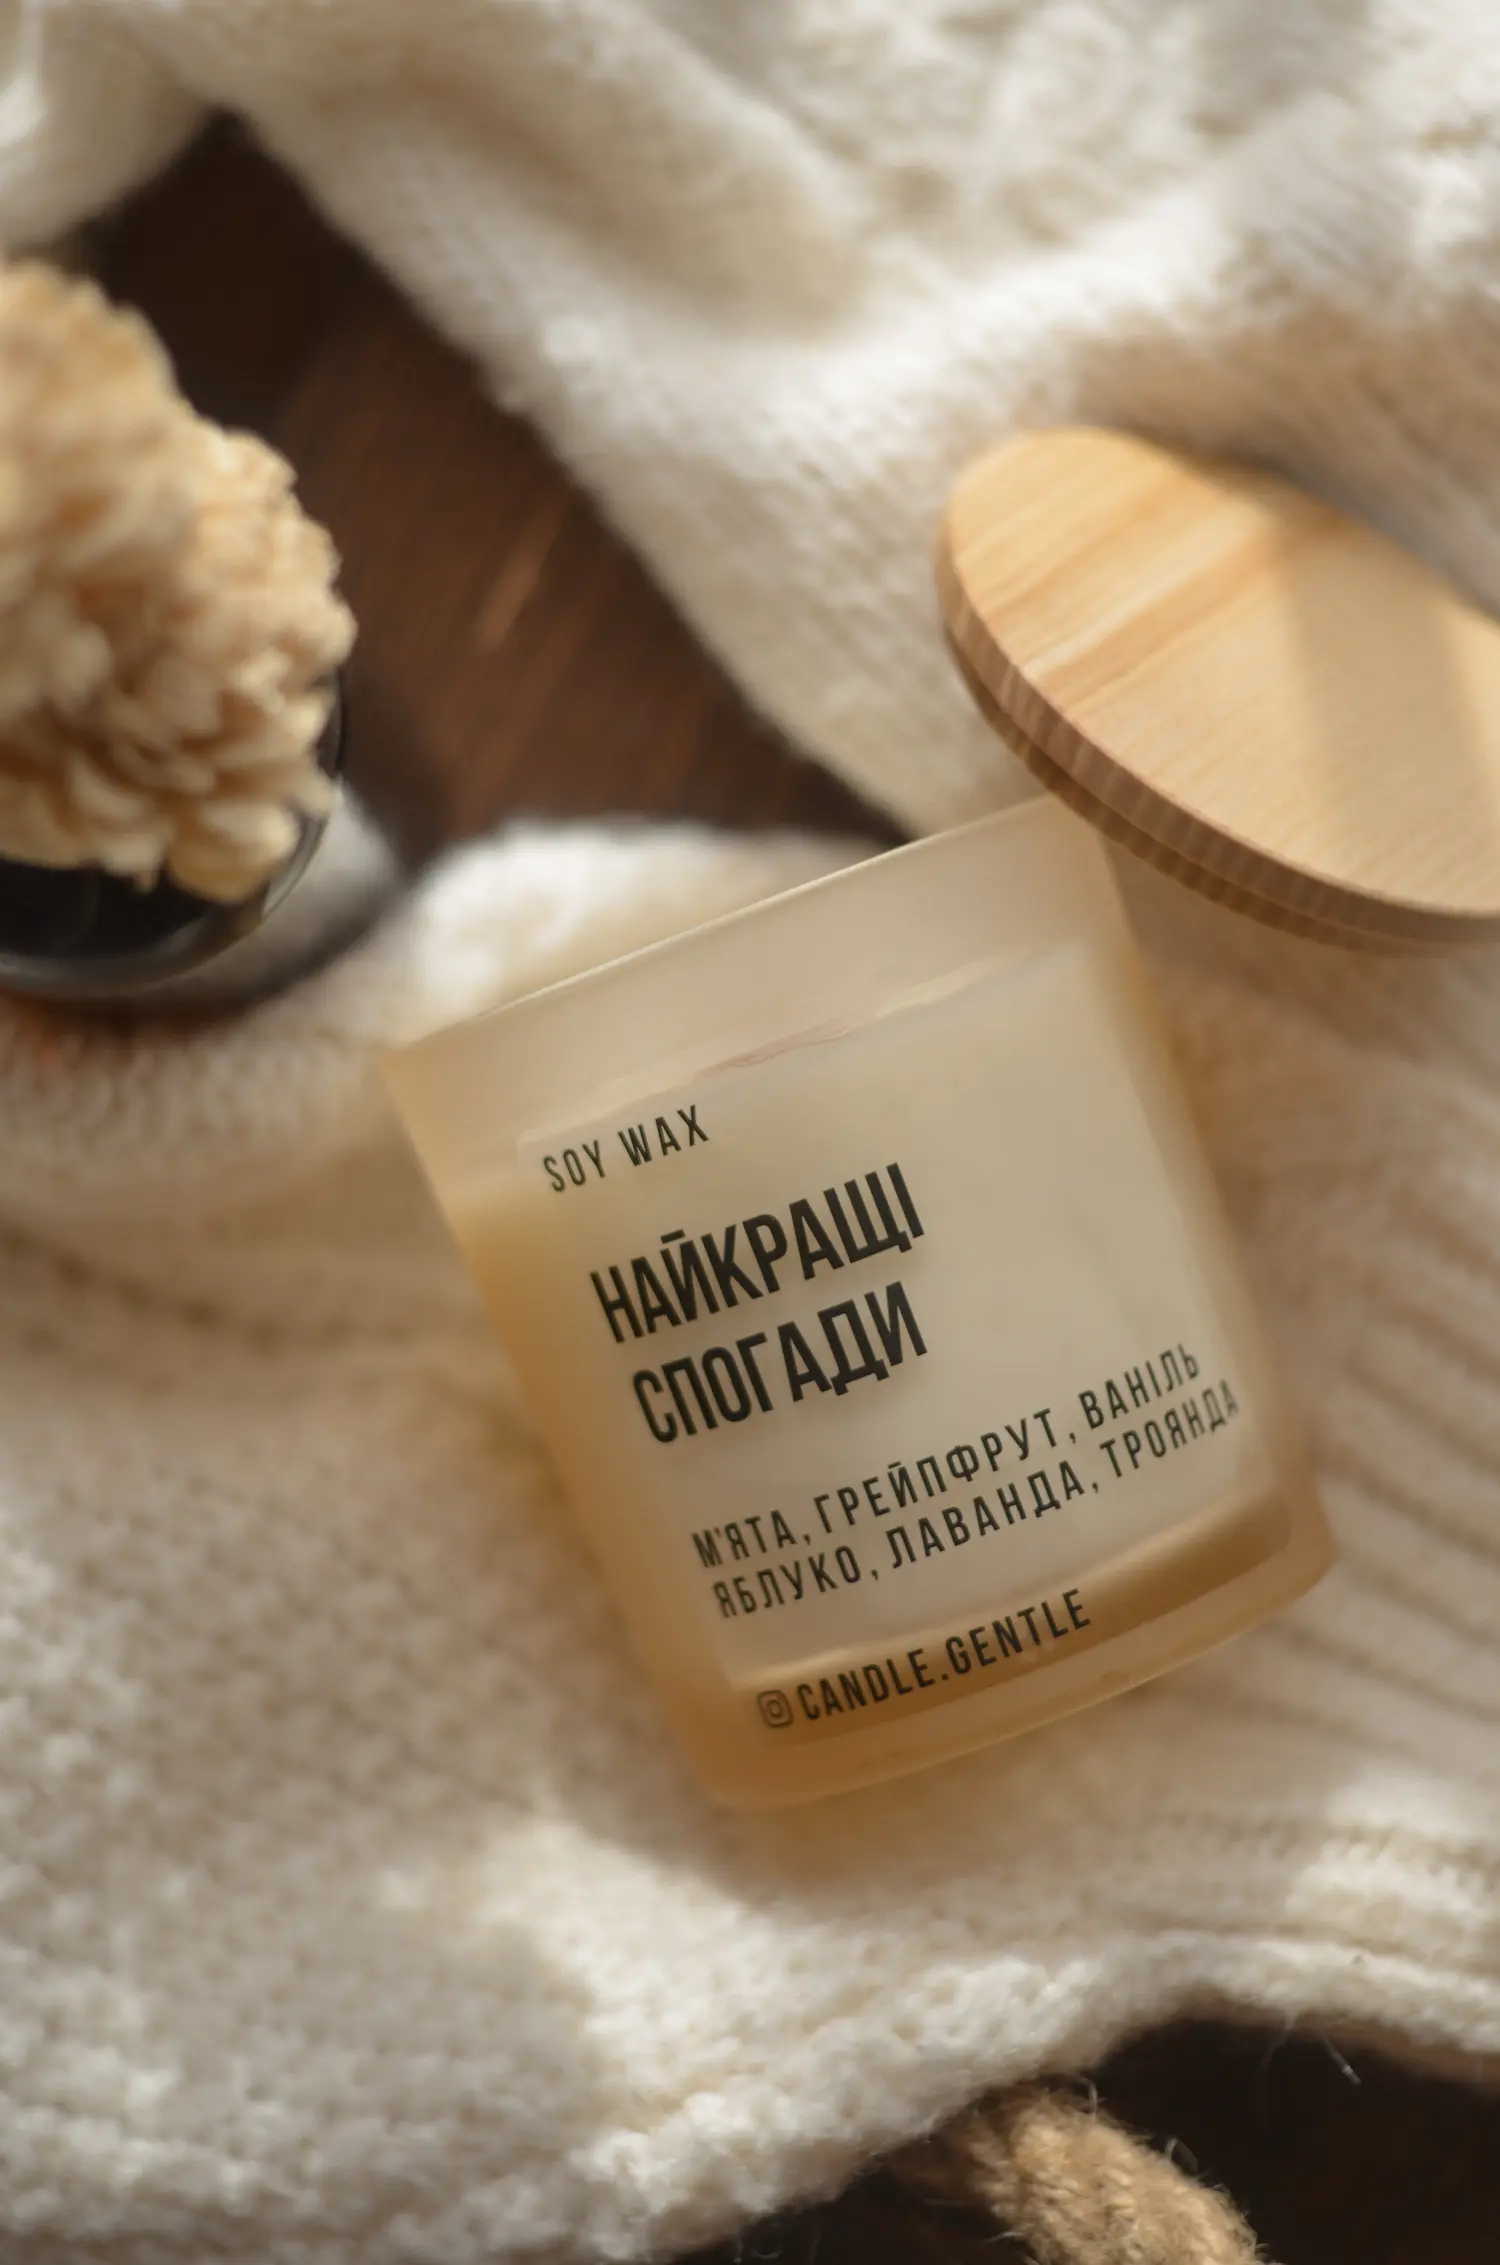 SOY WAX
НАЙКРАЩІ
СПОГАДИ
М'ЯТА, ГРЕЙПФРУТ, ВАНІЛЬ
ЯБЛУКО, ЛАВАНДА, ТРОЯНДА
CANDLE.GENTLE